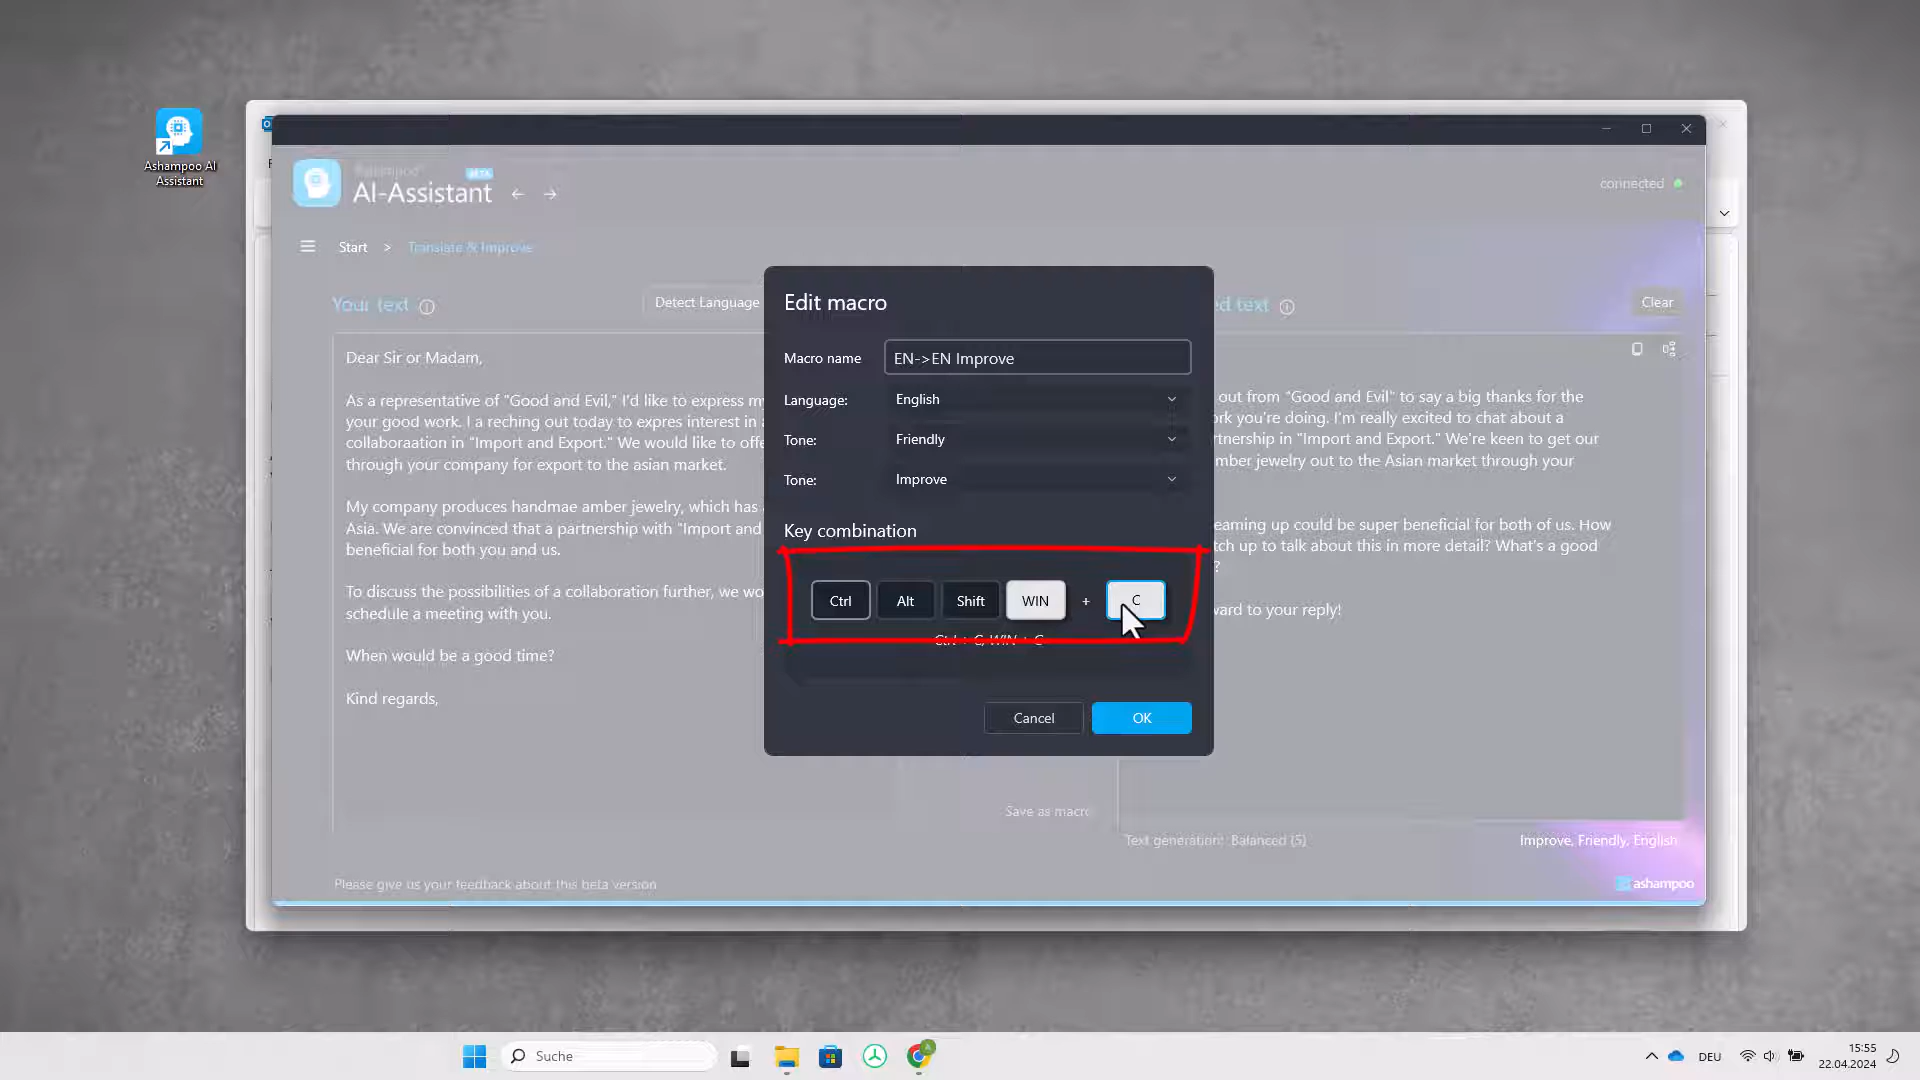 Ashampoo AI
Assistant
Ashampoo
AI-Assistant
BETA
connected
Start > Translate & Improve
Your text
Detect Language
ed text
Clear
Dear Sir or Madam,
As a representative of "Good and Evil," I'd like to express my
your good work. I a reching out today to expres interest in a
collaboraation in "Import and Export." We would like to offe
through your company for export to the asian market.
My company produces handmae amber jewelry, which has
Asia. We are convinced that a partnership with "Import and
beneficial for both you and us.
To discuss the possibilities of a collaboration further, we wo
schedule a meeting with you.
When would be a good time?
Kind regards,
Edit macro
Macro name EN->EN Improve
Language: English
Tone: Friendly
Tone: Improve
Key combination
Ctrl Alt Shift WIN + C
Ctrl + C, WIN + C
Cancel OK
out from "Good and Evil" to say a big thanks for the
rk you're doing. I'm really excited to chat about a
rtnership in "Import and Export." We're keen to get our
mber jewelry out to the Asian market through your
eaming up could be super beneficial for both of us. How
tch up to talk about this in more detail? What's a good
?
ward to your reply!
Save as macro
Text generation: Balanced (5)
Improve, Friendly, English
Please give us your feedback about this beta version
ashampoo
Suche
A
DEU
15:55
22.04.2024